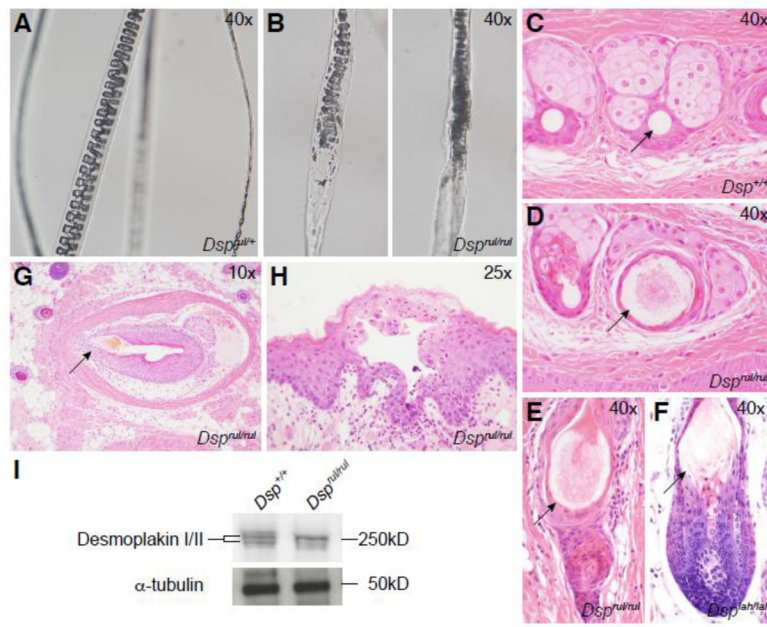 A 40x
Dsp rul/+
B 40x
Dsp rul/rul
C 40x
Dsp +/+
D 40x
Dsp rul/rul
G 10x
Dsp rul/rul
H 25x
Dsp rul/rul
E 40x
Dsp rul/rul
F 40x
Dsp lah/lah
I
Dsp +/+ Dsp rul/rul
Desmoplakin I/II 250kD
α-tubulin 50kD